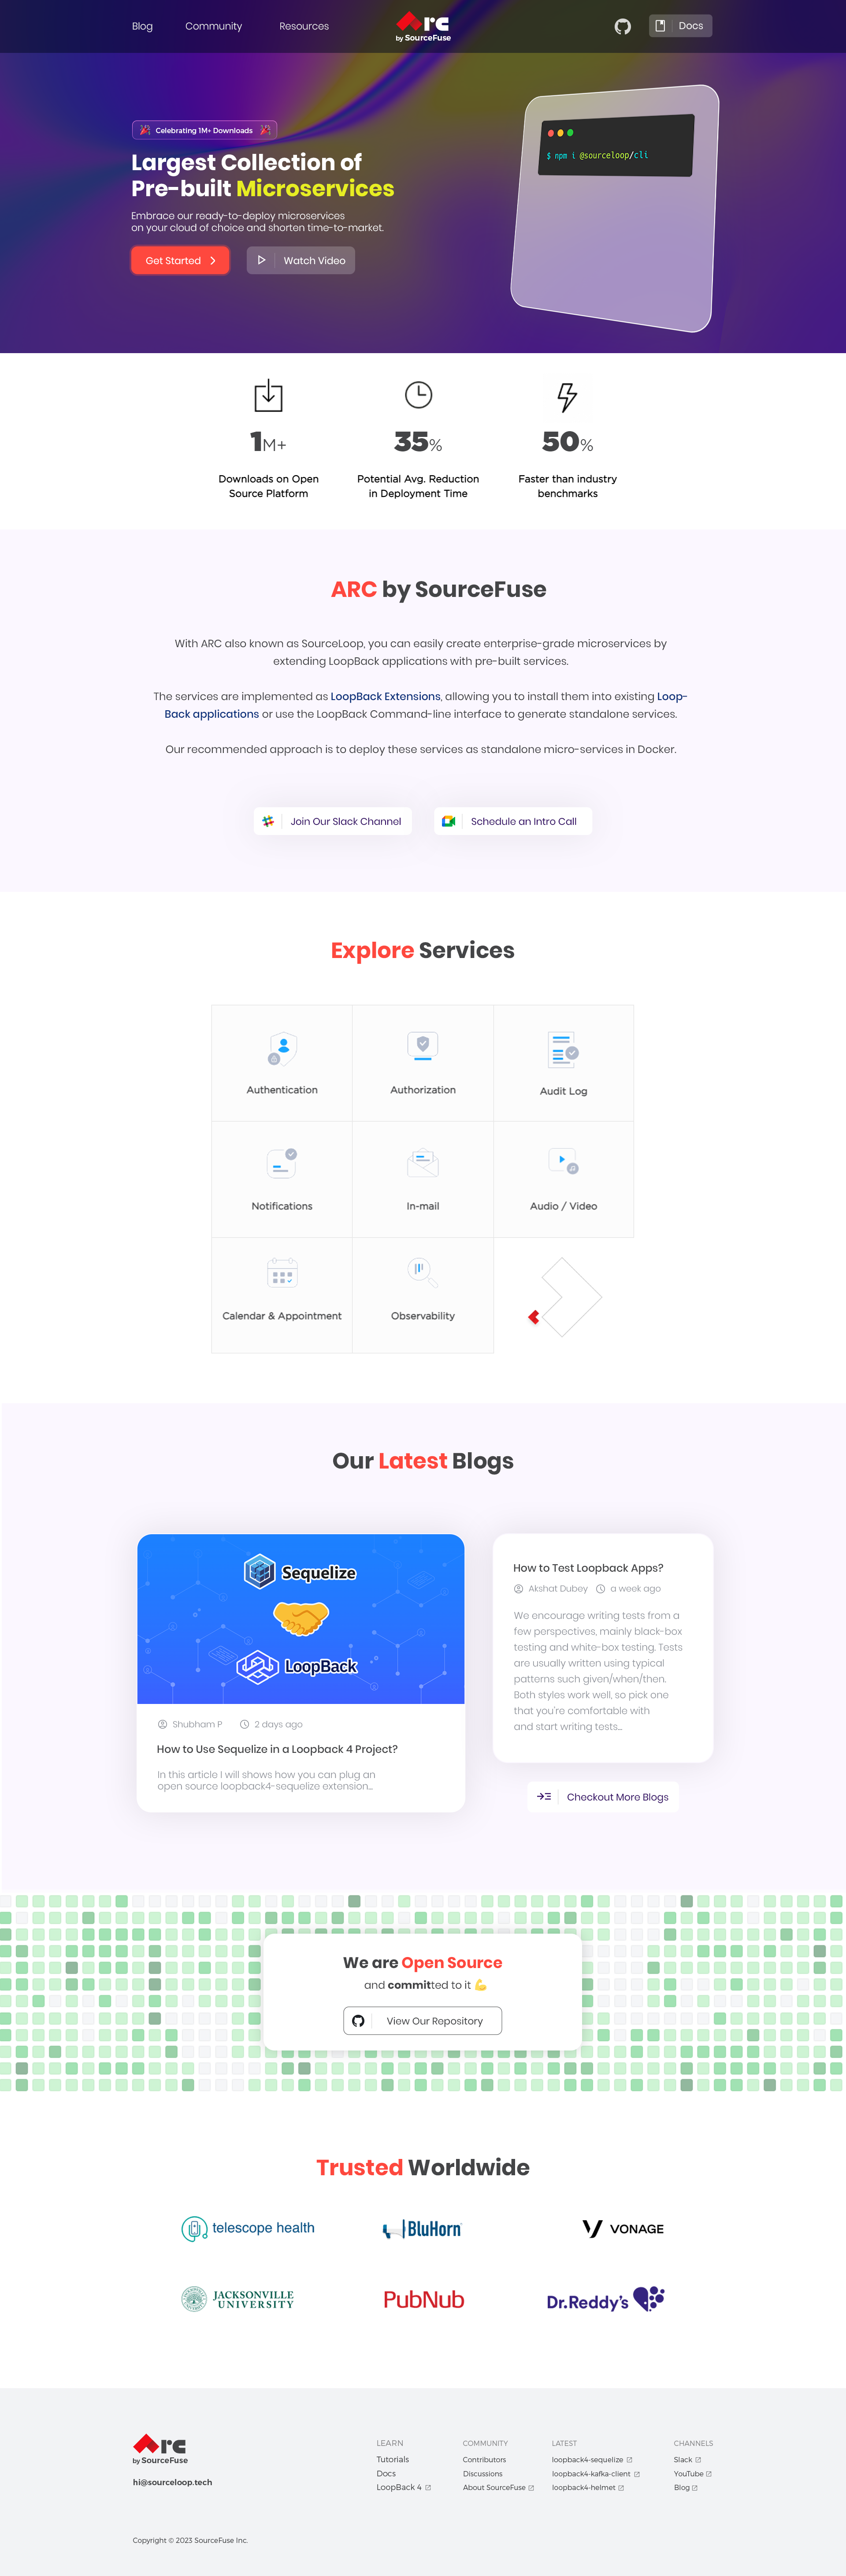 Blog Community Resources
Arc
by SourceFuse
Docs
Celebrating 1M+ Downloads
Largest Collection of
Pre-built Microservices
Embrace our ready-to-deploy microservices
on your cloud of choice and shorten time-to-market.
Get Started
Watch Video
$ npm i @sourceloop/cli
1M+
Downloads on Open
Source Platform
35%
Potential Avg. Reduction
in Deployment Time
50%
Faster than industry
benchmarks
ARC by SourceFuse
With ARC also known as SourceLoop, you can easily create enterprise-grade microservices by
extending LoopBack applications with pre-built services.
The services are implemented as LoopBack Extensions, allowing you to install them into existing Loop-
Back applications or use the LoopBack Command-line interface to generate standalone services.
Our recommended approach is to deploy these services as standalone micro-services in Docker.
Join Our Slack Channel
Schedule an Intro Call
Explore Services
Authentication
Authorization
Audit Log
Notifications
In-mail
Audio / Video
Calendar & Appointment
Observability
Our Latest Blogs
Sequelize
LoopBack
Shubham P
2 days ago
How to Use Sequelize in a Loopback 4 Project?
In this article I will shows how you can plug an
open source loopback4-sequelize extension...
How to Test Loopback Apps?
Akshat Dubey
a week ago
We encourage writing tests from a
few perspectives, mainly black-box
testing and white-box testing. Tests
are usually written using typical
patterns such given/when/then.
Both styles work well, so pick one
that you're comfortable with
and start writing tests...
Checkout More Blogs
We are Open Source
and committed to it
View Our Repository
Trusted Worldwide
telescope health
BluHorn
VONAGE
JACKSONVILLE
UNIVERSITY
PubNub
Dr.Reddy's
Arc
by SourceFuse
hi@sourceloop.tech
LEARN
Tutorials
Docs
LoopBack 4
COMMUNITY
Contributors
Discussions
About SourceFuse
LATEST
loopback4-sequelize
loopback4-kafka-client
loopback4-helmet
CHANNELS
Slack
YouTube
Blog
Copyright © 2023 SourceFuse Inc.